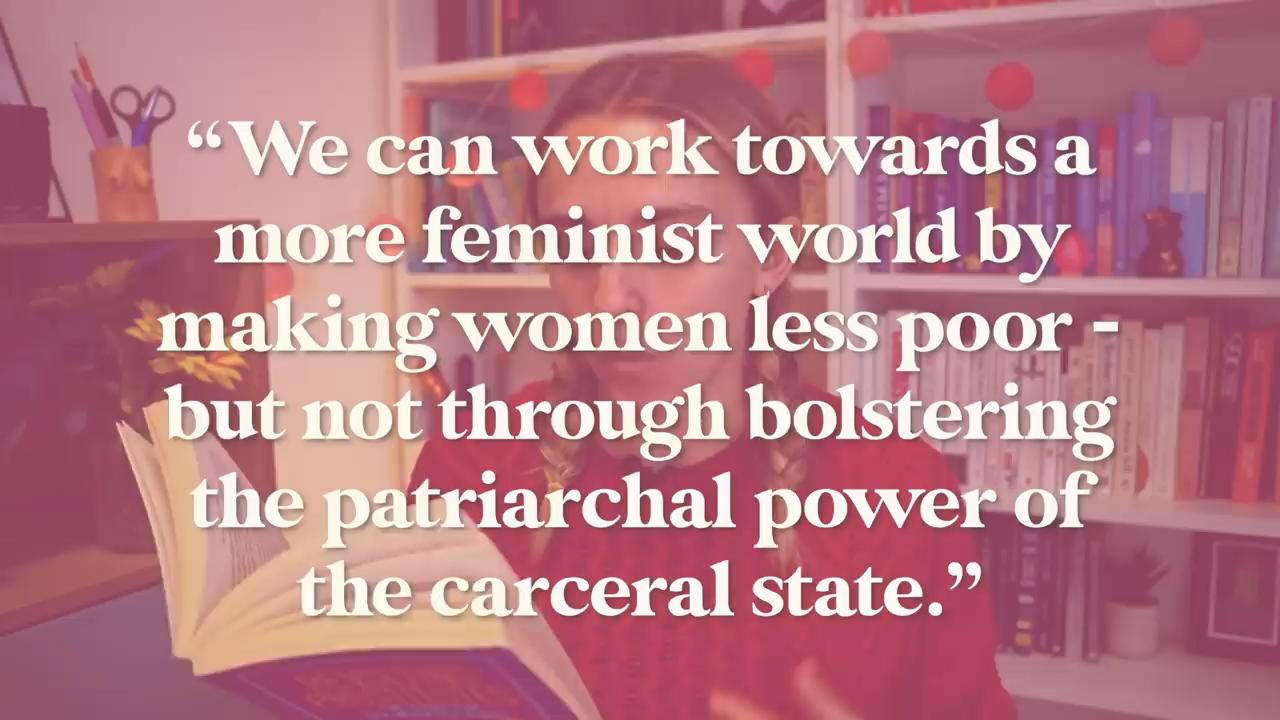 “We can work towards a
more feminist world by
making women less poor -
but not through bolstering
the patriarchal power of
the carceral state.”